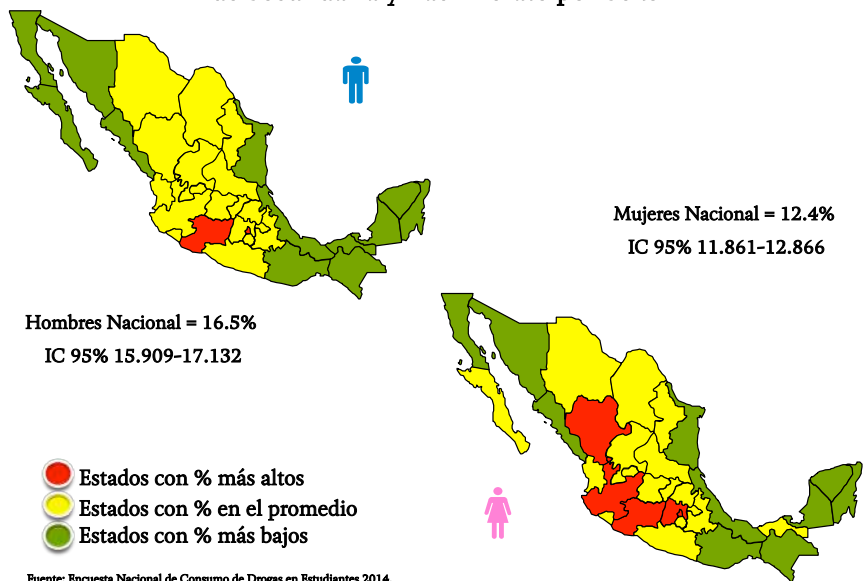 Mujeres Nacional = 12.4%
IC 95% 11.861-12.866
Hombres Nacional = 16.5%
IC 95% 15.909-17.132
Estados con % más altos
Estados con % en el promedio
Estados con % más bajos
Fuente: Encuesta Nacional de Consumo de Drogas en Estudiantes 2014